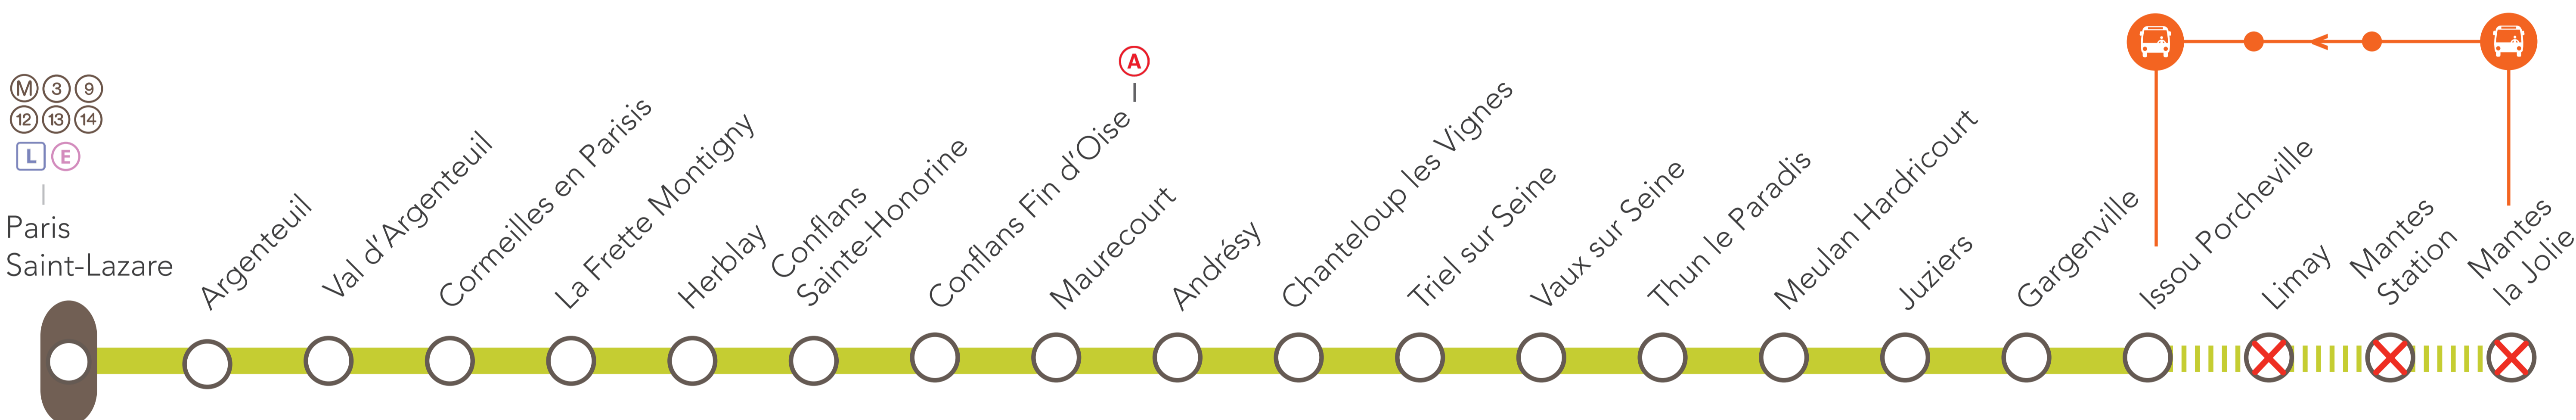 M 3 9
12 13 14
L E
Paris
Saint-Lazare
Argenteuil
Val d'Argenteuil
Cormeilles en Parisis
La Frette Montigny
Herblay
Conflans
Sainte-Honorine
Conflans Fin d'Oise
A
Maurecourt
Andrésy
Chanteloup les Vignes
Triel sur Seine
Vaux sur Seine
Thun le Paradis
Meulan Hardricourt
Juziers
Gargenville
Issou Porcheville
Limay
Mantes
Station
Mantes
la Jolie